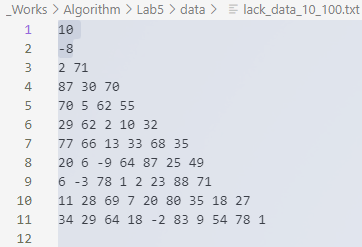 _Works > Algorithm > Lab5 > data > lack_data_10_100.txt
1 10
2 -8
3 2 71
4 87 30 70
5 70 5 62 55
6 29 62 2 10 32
7 77 66 13 33 68 35
8 20 6 -9 64 87 25 49
9 6 -3 78 1 2 23 88 71
10 11 28 69 7 20 80 35 18 27
11 34 29 64 18 -2 83 9 54 78 1
12